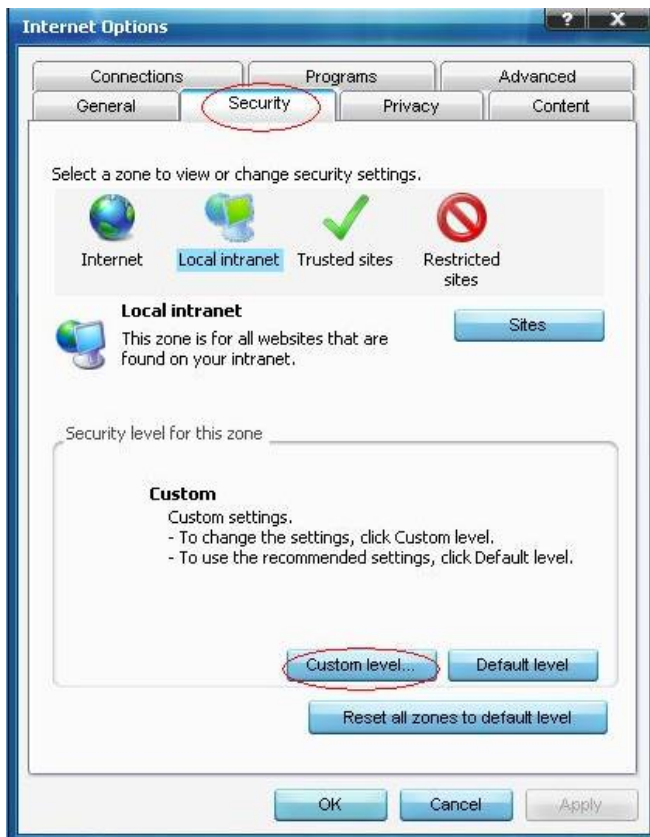 Internet Options
? X
Connections Programs Advanced
General Security Privacy Content
Select a zone to view or change security settings.
Internet Local intranet Trusted sites Restricted
sites
Local intranet
This zone is for all websites that are
found on your intranet.
Sites
Security level for this zone
Custom
Custom settings.
- To change the settings, click Custom level.
- To use the recommended settings, click Default level.
Custom level... Default level
Reset all zones to default level
OK Cancel Apply